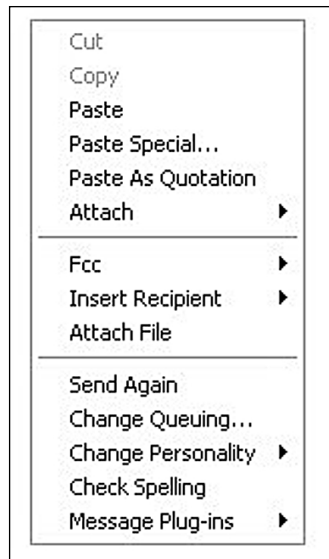 Cut
Copy
Paste
Paste Special...
Paste As Quotation
Attach
Fcc
Insert Recipient
Attach File
Send Again
Change Queuing...
Change Personality
Check Spelling
Message Plug-ins